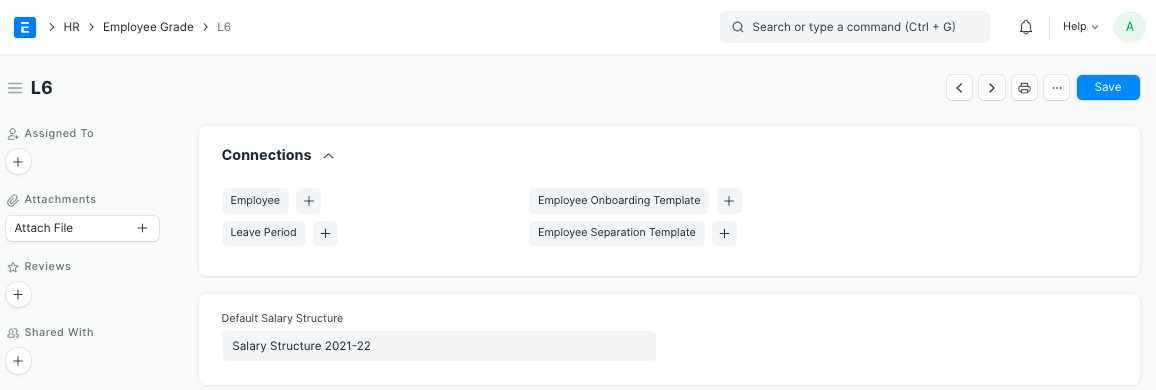 E HR Employee Grade L6 Search or type a command (Ctrl + G) Help A
L6 Save
Assigned To
Connections
Employee Employee Onboarding Template
Attachments
Attach File
Leave Period Employee Separation Template
Reviews
Default Salary Structure
Shared With
Salary Structure 2021-22